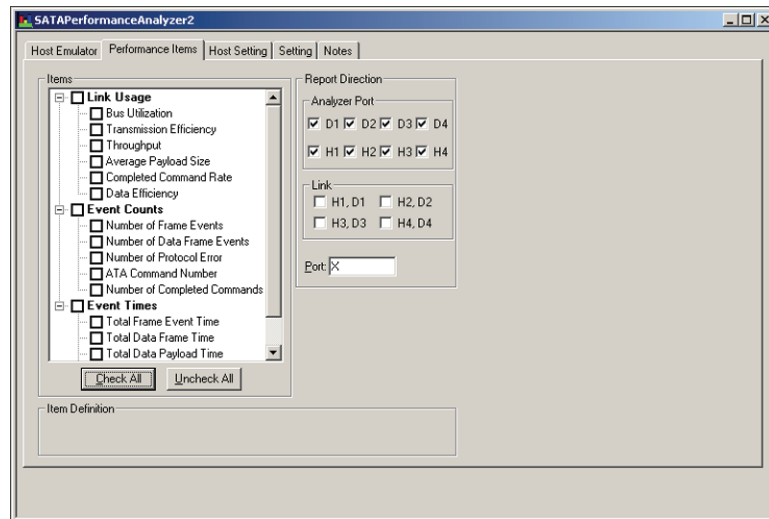 SATAPerformanceAnalyzer2
Host Emulator Performance Items Host Setting Setting Notes
Items
Link Usage
Bus Utilization
Transmission Efficiency
Throughput
Average Payload Size
Completed Command Rate
Data Efficiency
Event Counts
Number of Frame Events
Number of Data Frame Events
Number of Protocol Error
ATA Command Number
Number of Completed Commands
Event Times
Total Frame Event Time
Total Data Frame Time
Total Data Payload Time
Check All Uncheck All
Report Direction
Analyzer Port
D1 D2 D3 D4
H1 H2 H3 H4
Link
H1, D1 H2, D2
H3, D3 H4, D4
Port: X
Item Definition